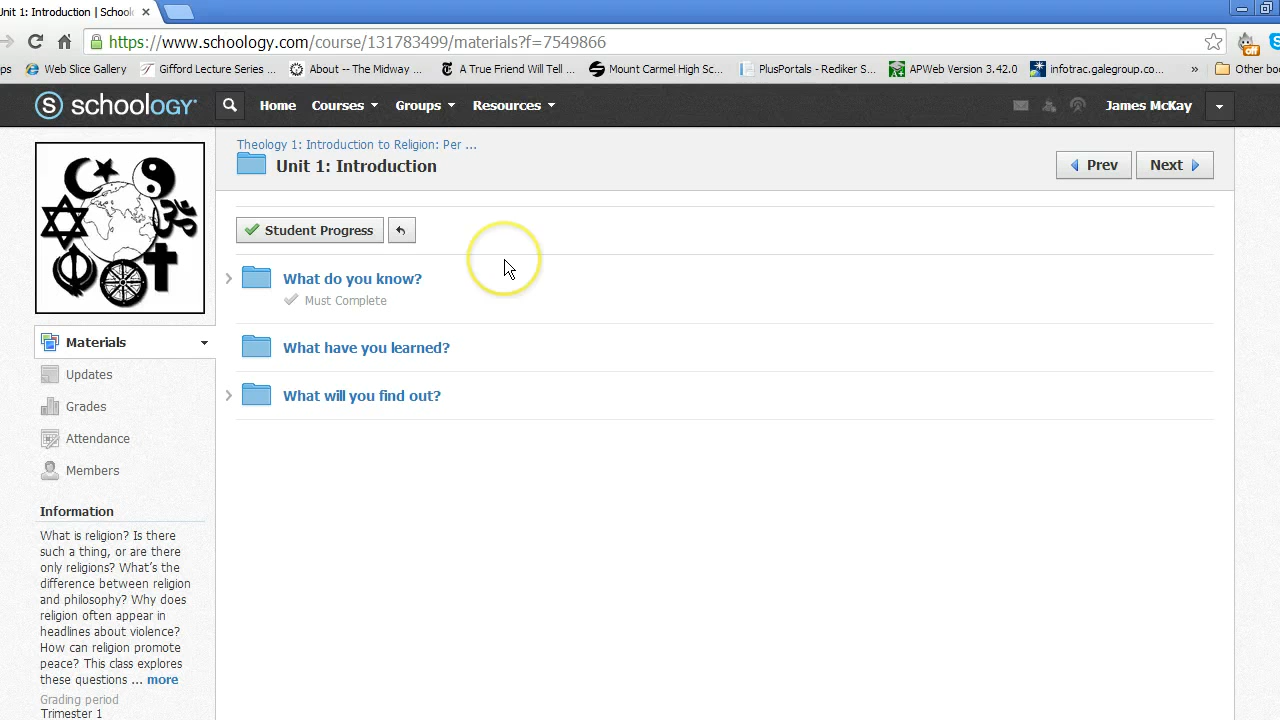 Unit 1: Introduction | School
https://www.schoology.com/course/131783499/materials?f=7549866
ps Web Slice Gallery Gifford Lecture Series ... About -- The Midway ... A True Friend Will Tell ... Mount Carmel High Sc... PlusPortals - Rediker S... APWeb Version 3.42.0 infotrac.galegroup.co... » Other bo
off
S schoology Home Courses Groups Resources James McKay
Theology 1: Introduction to Religion: Per ...
Unit 1: Introduction
Prev Next
Student Progress
What do you know?
Must Complete
What have you learned?
What will you find out?
Materials
Updates
Grades
Attendance
Members
Information
What is religion? Is there
such a thing, or are there
only religions? What's the
difference between religion
and philosophy? Why does
religion often appear in
headlines about violence?
How can religion promote
peace? This class explores
these questions ... more
Grading period
Trimester 1